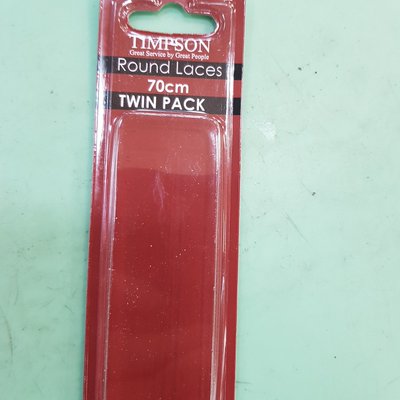 TIMPSON
Great Service by Great People
Round Laces
70cm
TWIN PACK